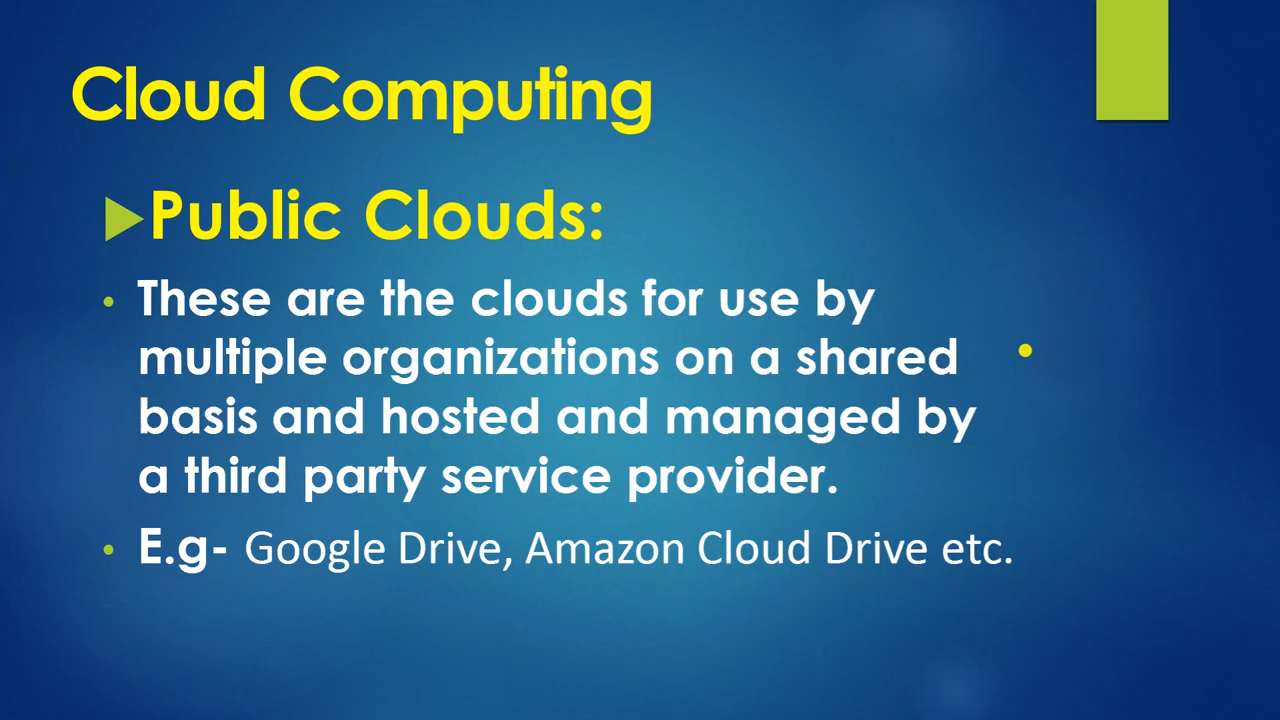 Cloud Computing
Public Clouds:
• These are the clouds for use by
multiple organizations on a shared
basis and hosted and managed by
a third party service provider.
• E.g- Google Drive, Amazon Cloud Drive etc.